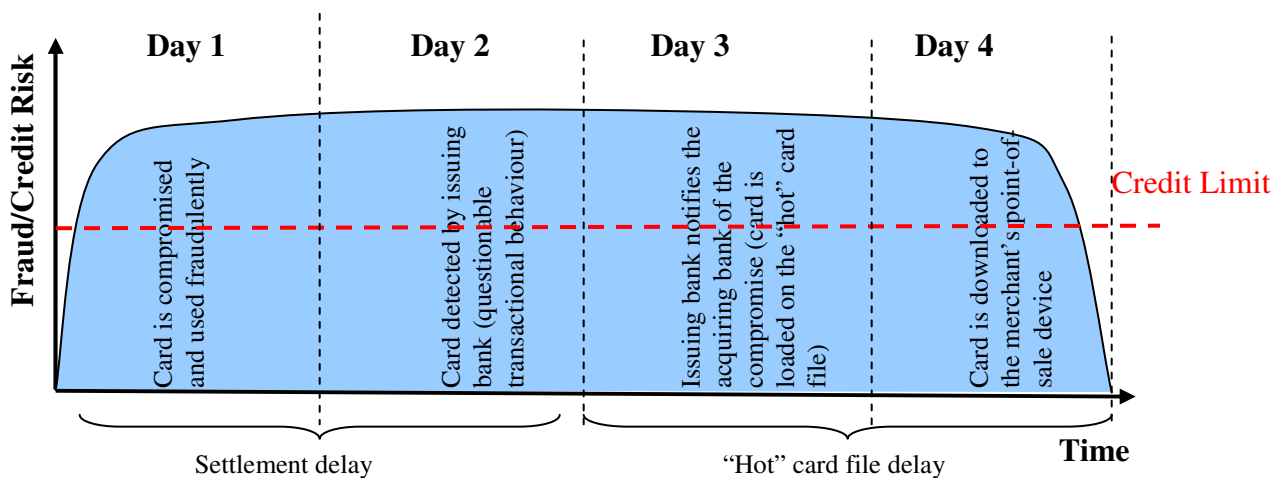 Day 1
Day 2
Day 3
Day 4
Fraud/Credit Risk
Card is compromised
and used fraudulently
Card detected by issuing
bank (questionable
transactional behaviour)
Issuing bank notifies the
acquiring bank of the
compromise (card is
loaded on the “hot” card
file)
Card is downloaded to
the merchant’s point-of-
sale device
Credit Limit
Time
Settlement delay
“Hot” card file delay